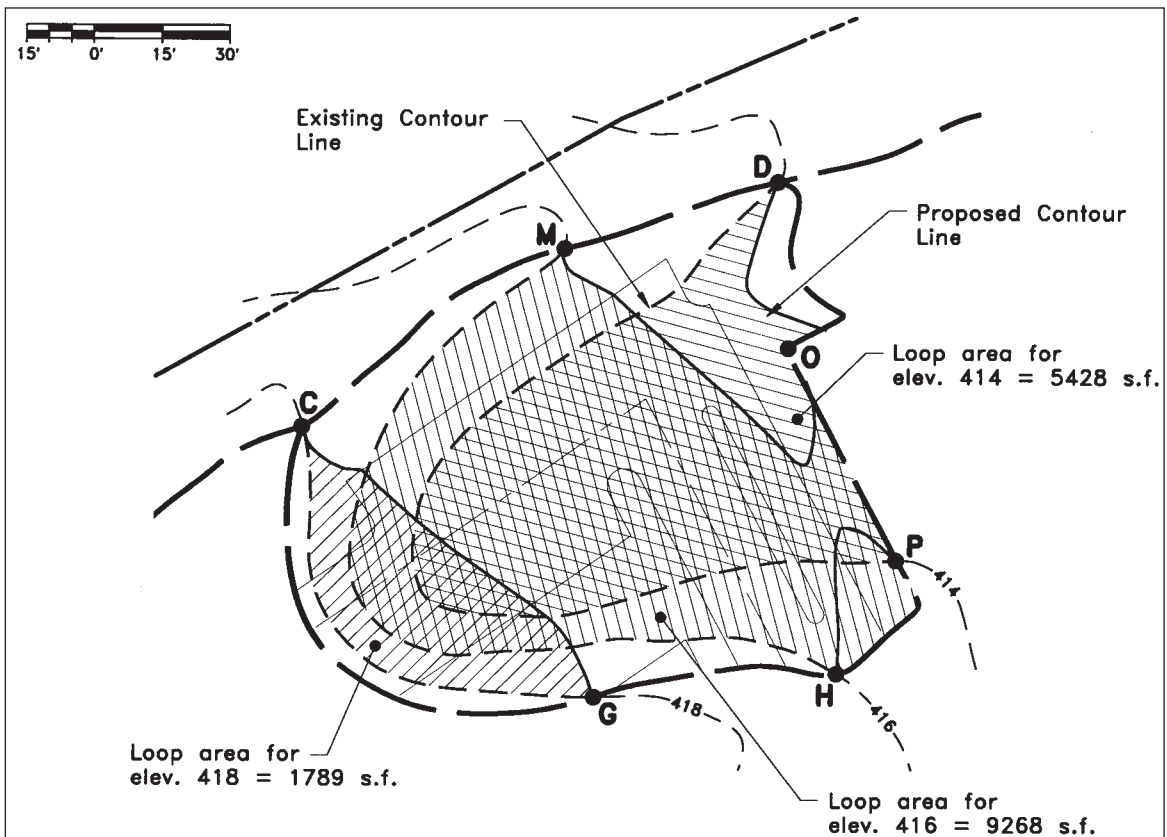 15' 0' 15' 30'
Existing Contour
Line
D
M
Proposed Contour
Line
O
Loop area for
elev. 414 = 5428 s.f.
C
P
414
H
G
418
416
Loop area for
elev. 418 = 1789 s.f.
Loop area for
elev. 416 = 9268 s.f.